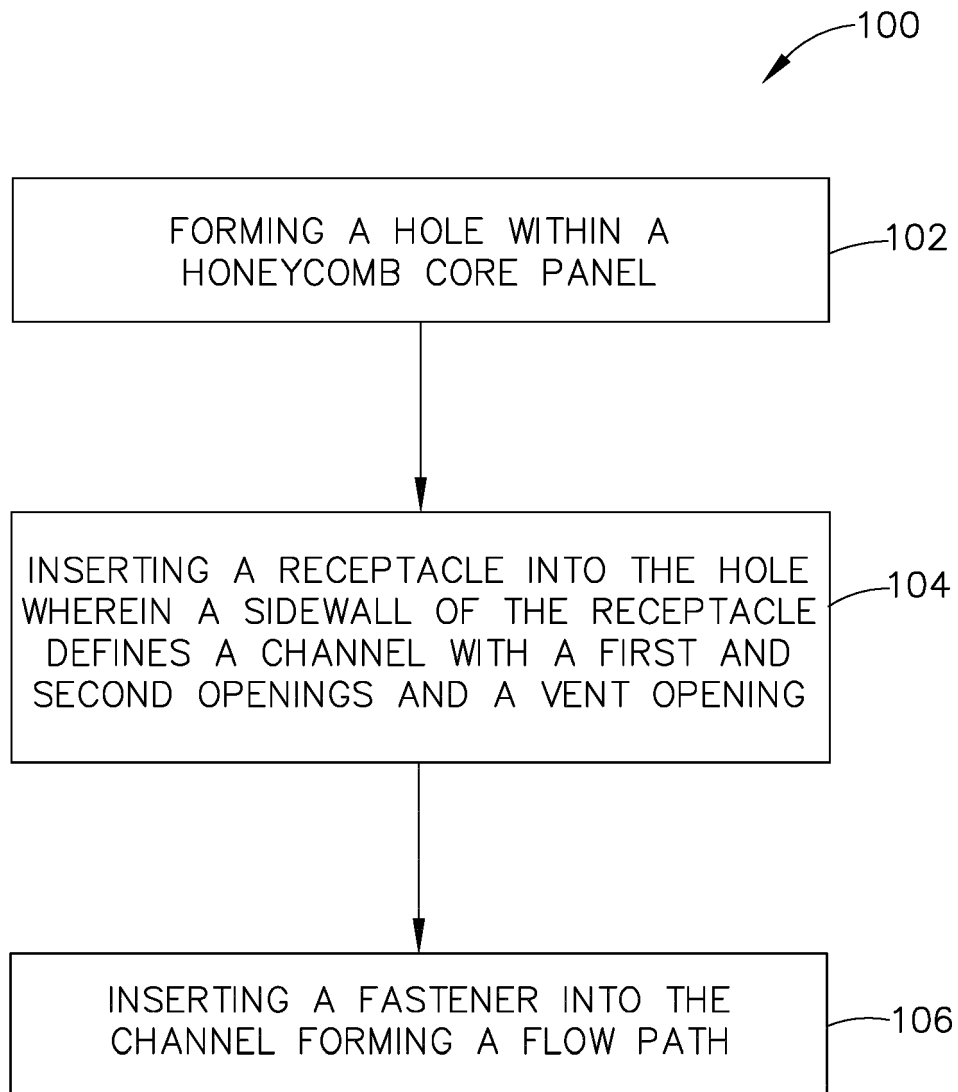 100
FORMING A HOLE WITHIN A
HONEYCOMB CORE PANEL
102
INSERTING A RECEPTACLE INTO THE HOLE
WHEREIN A SIDEWALL OF THE RECEPTACLE
DEFINES A CHANNEL WITH A FIRST AND
SECOND OPENINGS AND A VENT OPENING
104
INSERTING A FASTENER INTO THE
CHANNEL FORMING A FLOW PATH
106